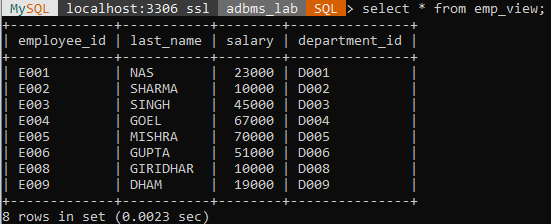 MySQL localhost:3306 ssl adbms_lab SQL > select * from emp_view;
+-------------+-----------+--------+---------------+
| employee_id | last_name | salary | department_id |
+-------------+-----------+--------+---------------+
| E001        | NAS       |  23000 | D001          |
| E002        | SHARMA    |  10000 | D002          |
| E003        | SINGH     |  45000 | D003          |
| E004        | GOEL      |  67000 | D004          |
| E005        | MISHRA    |  70000 | D005          |
| E006        | GUPTA     |  51000 | D006          |
| E008        | GIRIDHAR  |  10000 | D008          |
| E009        | DHAM      |  19000 | D009          |
+-------------+-----------+--------+---------------+
8 rows in set (0.0023 sec)